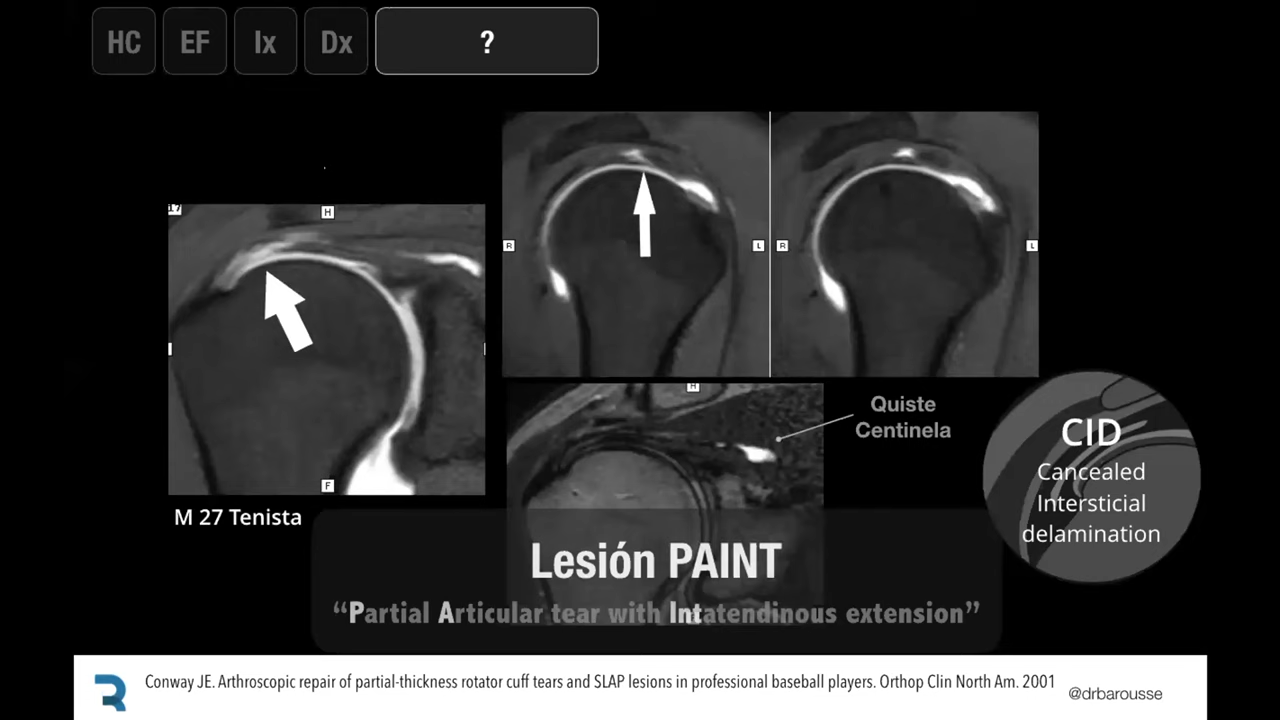 HC EF Ix Dx ?
17
H
R L R L
F
H
Quiste
Centinela
CID
Cancealed
Intersticial
delamination
M 27 Tenista
Lesión PAINT
“Partial Articular tear with Intatendinous extension”
Conway JE. Arthroscopic repair of partial-thickness rotator cuff tears and SLAP lesions in professional baseball players. Orthop Clin North Am. 2001
@drbarousse